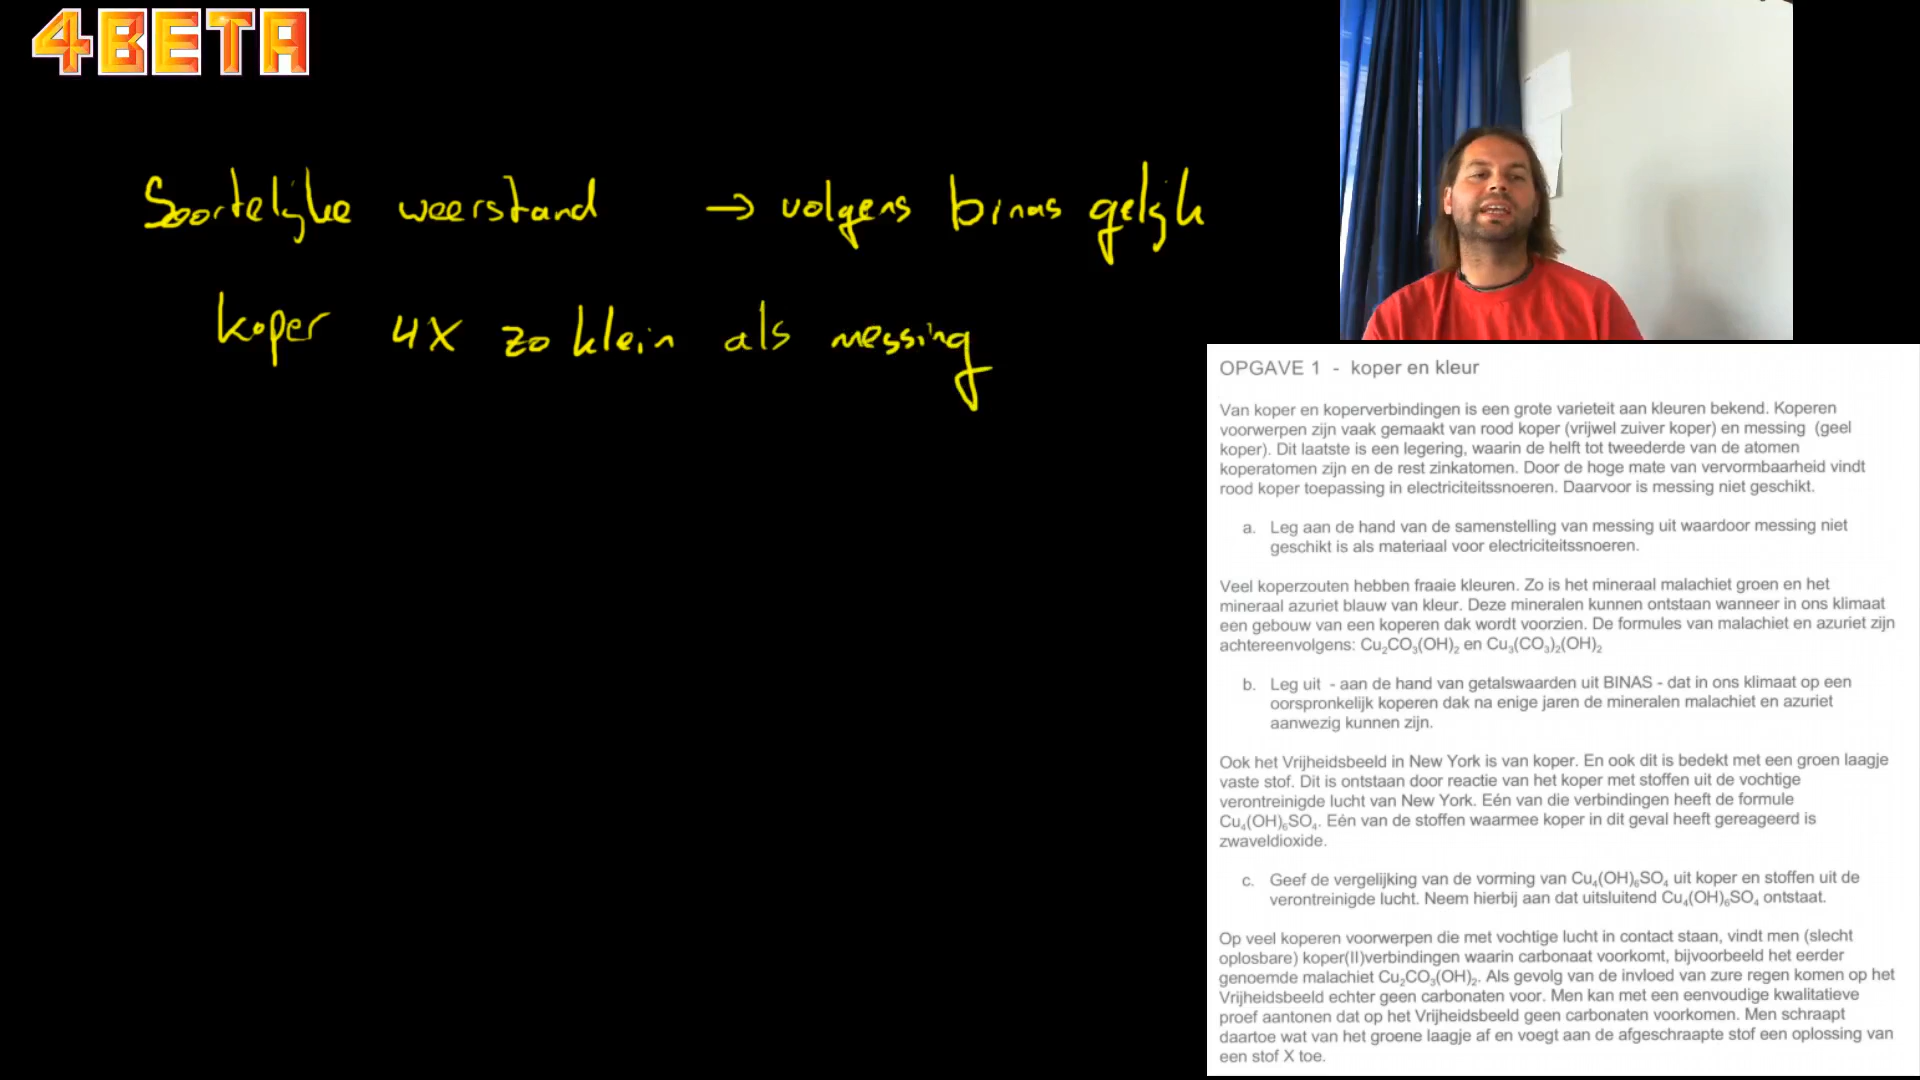 4BETA
Soortelijke weerstand → volgens binas gelijk
koper 4X zo klein als messing
OPGAVE 1 - koper en kleur
Van koper en koperverbindingen is een grote varieteit aan kleuren bekend. Koperen
voorwerpen zijn vaak gemaakt van rood koper (vrijwel zuiver koper) en messing (geel
koper). Dit laatste is een legering, waarin de helft tot tweederde van de atomen
koperatomen zijn en de rest zinkatomen. Door de hoge mate van vervormbaarheid vindt
rood koper toepassing in electriciteitssnoeren. Daarvoor is messing niet geschikt.
a. Leg aan de hand van de samenstelling van messing uit waardoor messing niet
geschikt is als materiaal voor electriciteitssnoeren.
Veel koperzouten hebben fraaie kleuren. Zo is het mineraal malachiet groen en het
mineraal azuriet blauw van kleur. Deze mineralen kunnen ontstaan wanneer in ons klimaat
een gebouw van een koperen dak wordt voorzien. De formules van malachiet en azuriet zijn
achtereenvolgens: Cu₂CO₃(OH)₂ en Cu₃(CO₃)₂(OH)₂
b. Leg uit - aan de hand van getalswaarden uit BINAS - dat in ons klimaat op een
oorspronkelijk koperen dak na enige jaren de mineralen malachiet en azuriet
aanwezig kunnen zijn.
Ook het Vrijheidsbeeld in New York is van koper. En ook dit is bedekt met een groen laagje
vaste stof. Dit is ontstaan door reactie van het koper met stoffen uit de vochtige
verontreinigde lucht van New York. Eén van die verbindingen heeft de formule
Cu₄(OH)₆SO₄. Eén van de stoffen waarmee koper in dit geval heeft gereageerd is
zwaveldioxide.
c. Geef de vergelijking van de vorming van Cu₄(OH)₆SO₄ uit koper en stoffen uit de
verontreinigde lucht. Neem hierbij aan dat uitsluitend Cu₄(OH)₆SO₄ ontstaat.
Op veel koperen voorwerpen die met vochtige lucht in contact staan, vindt men (slecht
oplosbare) koper(II)verbindingen waarin carbonaat voorkomt, bijvoorbeeld het eerder
genoemde malachiet Cu₂CO₃(OH)₂. Als gevolg van de invloed van zure regen komen op het
Vrijheidsbeeld echter geen carbonaten voor. Men kan met een eenvoudige kwalitatieve
proef aantonen dat op het Vrijheidsbeeld geen carbonaten voorkomen. Men schraapt
daartoe wat van het groene laagje af en voegt aan de afgeschraapte stof een oplossing van
een stof X toe.